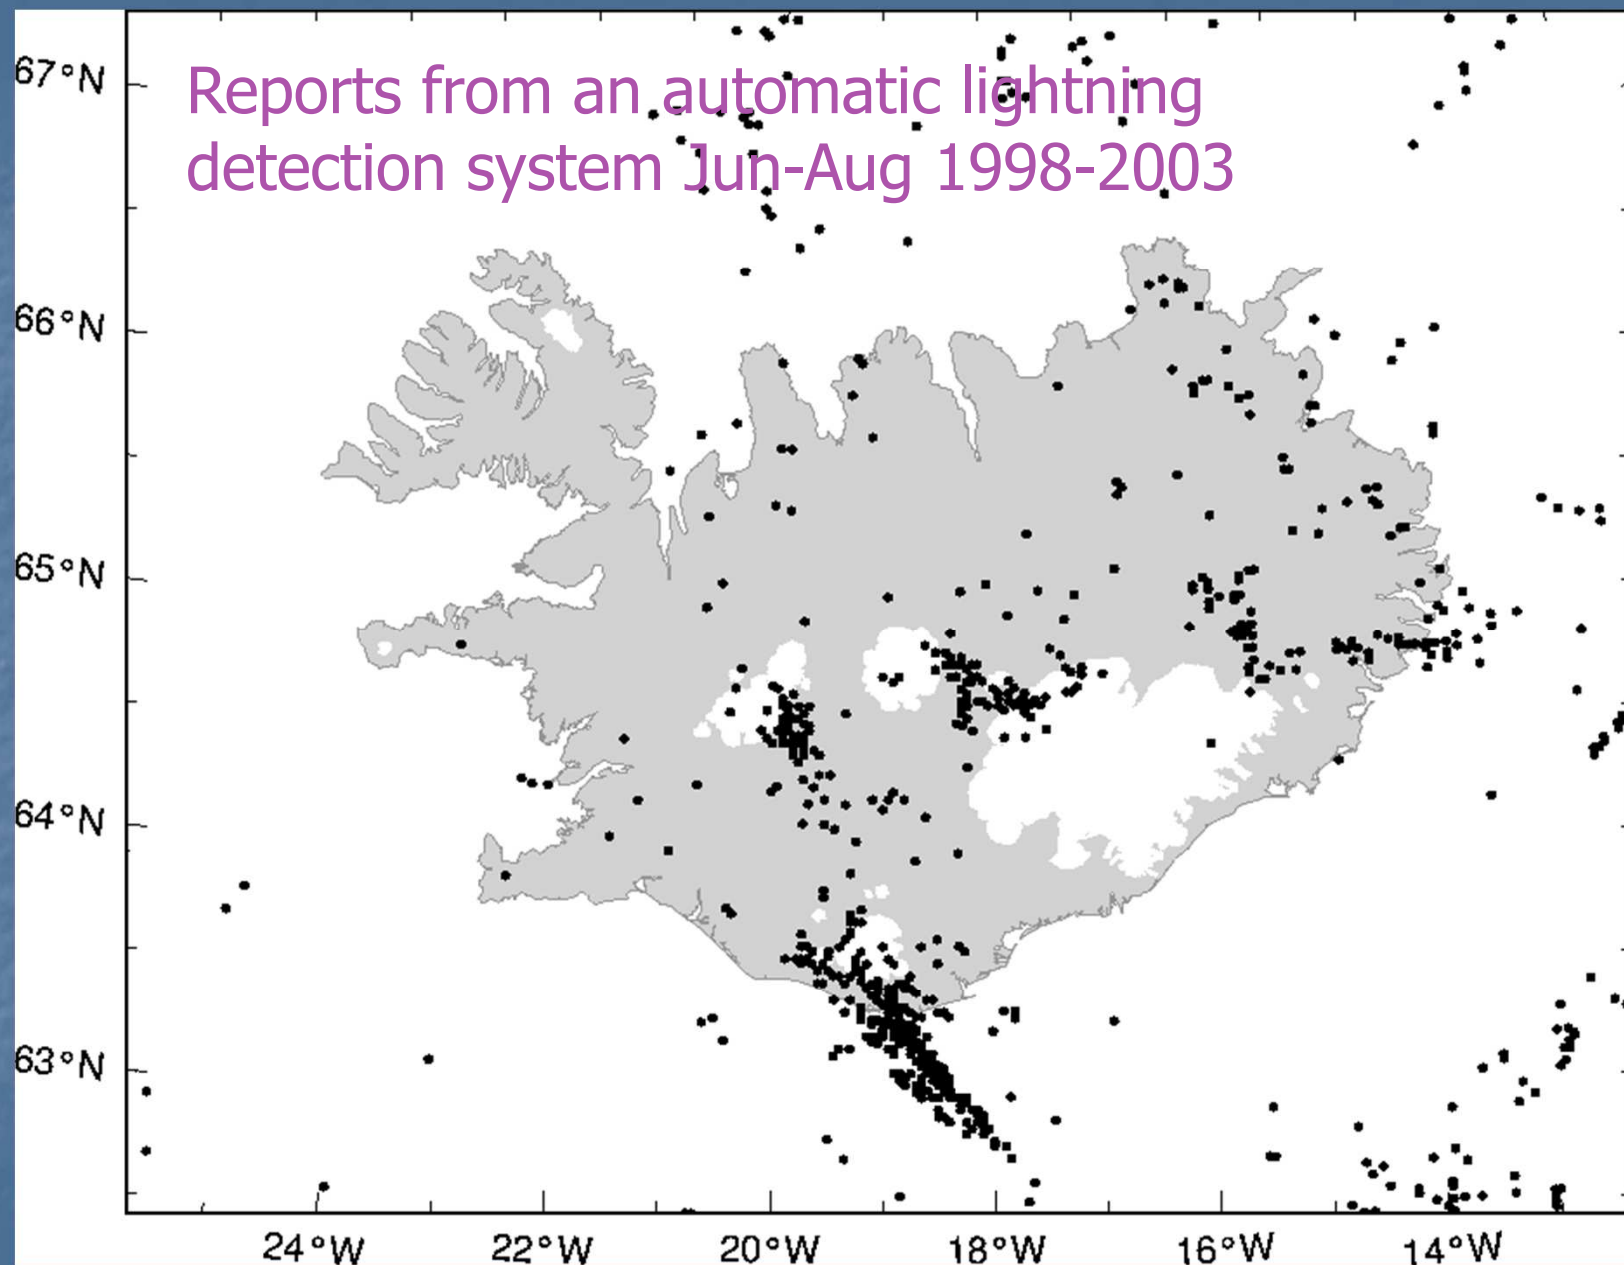 Reports from an automatic lightning
detection system Jun-Aug 1998-2003
67°N
66°N
65°N
64°N
63°N
24°W 22°W 20°W 18°W 16°W 14°W